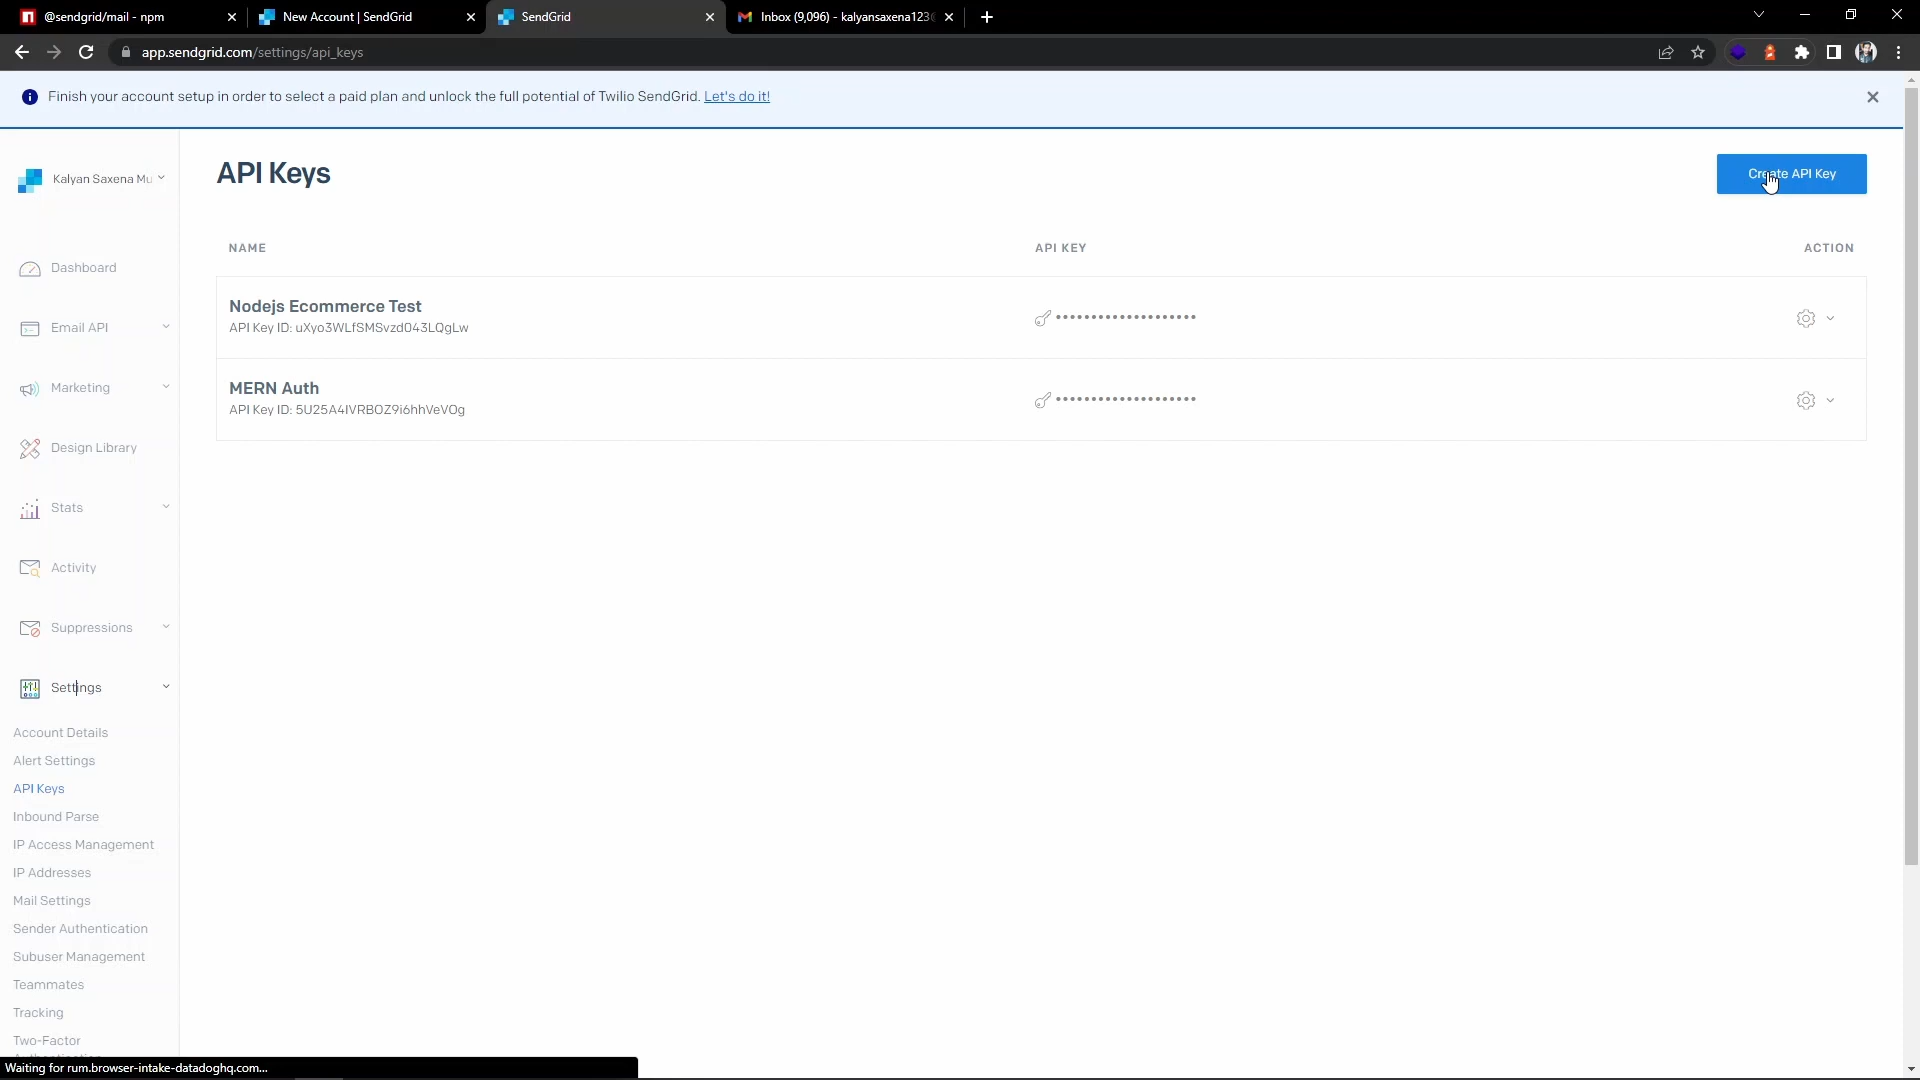 @sendgrid/mail - npm
New Account | SendGrid
SendGrid
Inbox (9,096) - kalyansaxena123
app.sendgrid.com/settings/api_keys
Finish your account setup in order to select a paid plan and unlock the full potential of Twilio SendGrid. Let's do it!
Kalyan Saxena Mu
API Keys
Create API Key
NAME
API KEY
ACTION
Nodejs Ecommerce Test
API Key ID: uXyo3WLfSMSvzd043LQgLw
••••••••••••••••••••
MERN Auth
API Key ID: 5U25A4IVRBOZ9i6hhVeVOg
••••••••••••••••••••
Dashboard
Email API
Marketing
Design Library
Stats
Activity
Suppressions
Settings
Account Details
Alert Settings
API Keys
Inbound Parse
IP Access Management
IP Addresses
Mail Settings
Sender Authentication
Subuser Management
Teammates
Tracking
Two-Factor
Waiting for rum.browser-intake-datadoghq.com...